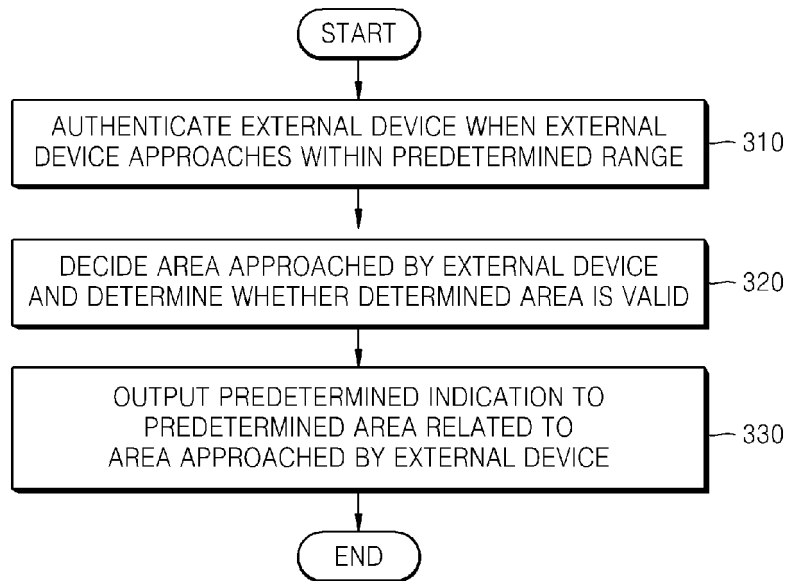 START
AUTHENTICATE EXTERNAL DEVICE WHEN EXTERNAL
DEVICE APPROACHES WITHIN PREDETERMINED RANGE
310
DECIDE AREA APPROACHED BY EXTERNAL DEVICE
AND DETERMINE WHETHER DETERMINED AREA IS VALID
320
OUTPUT PREDETERMINED INDICATION TO
PREDETERMINED AREA RELATED TO
AREA APPROACHED BY EXTERNAL DEVICE
330
END